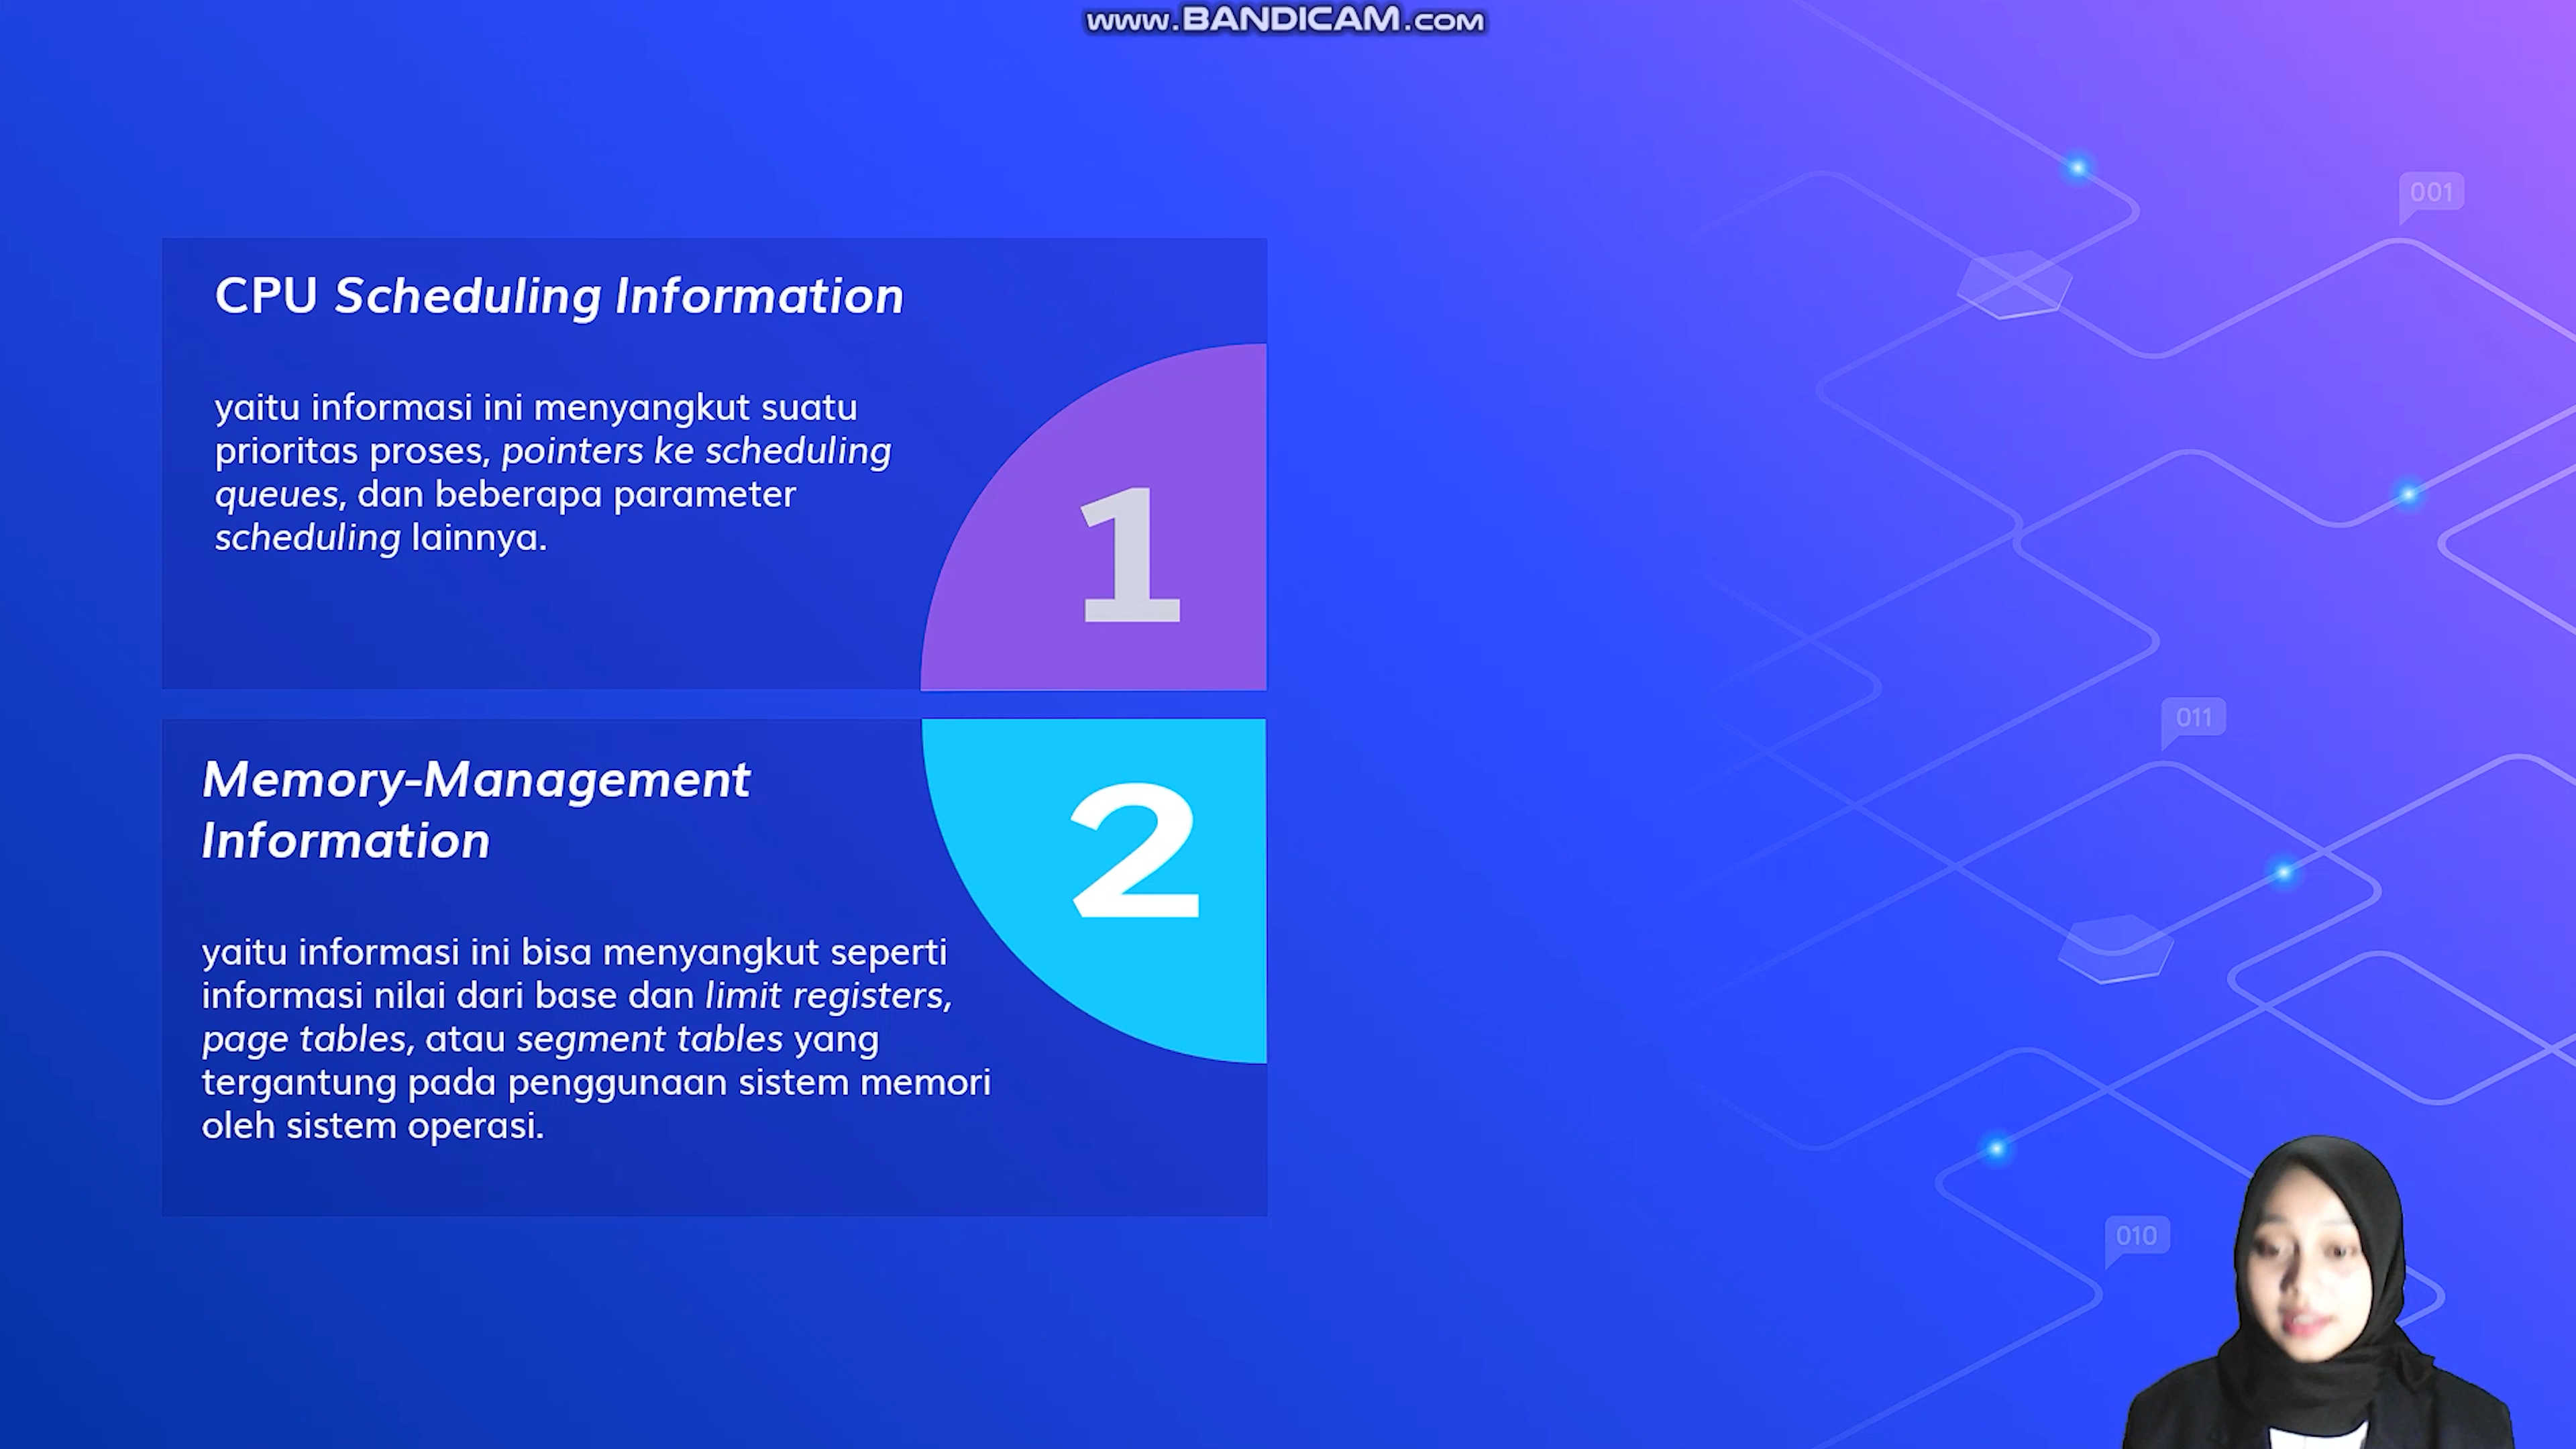 www.BANDICAM.com
001
CPU Scheduling Information
yaitu informasi ini menyangkut suatu
prioritas proses, pointers ke scheduling
queues, dan beberapa parameter
scheduling lainnya.
1
011
Memory-Management
Information
2
yaitu informasi ini bisa menyangkut seperti
informasi nilai dari base dan limit registers,
page tables, atau segment tables yang
tergantung pada penggunaan sistem memori
oleh sistem operasi.
010